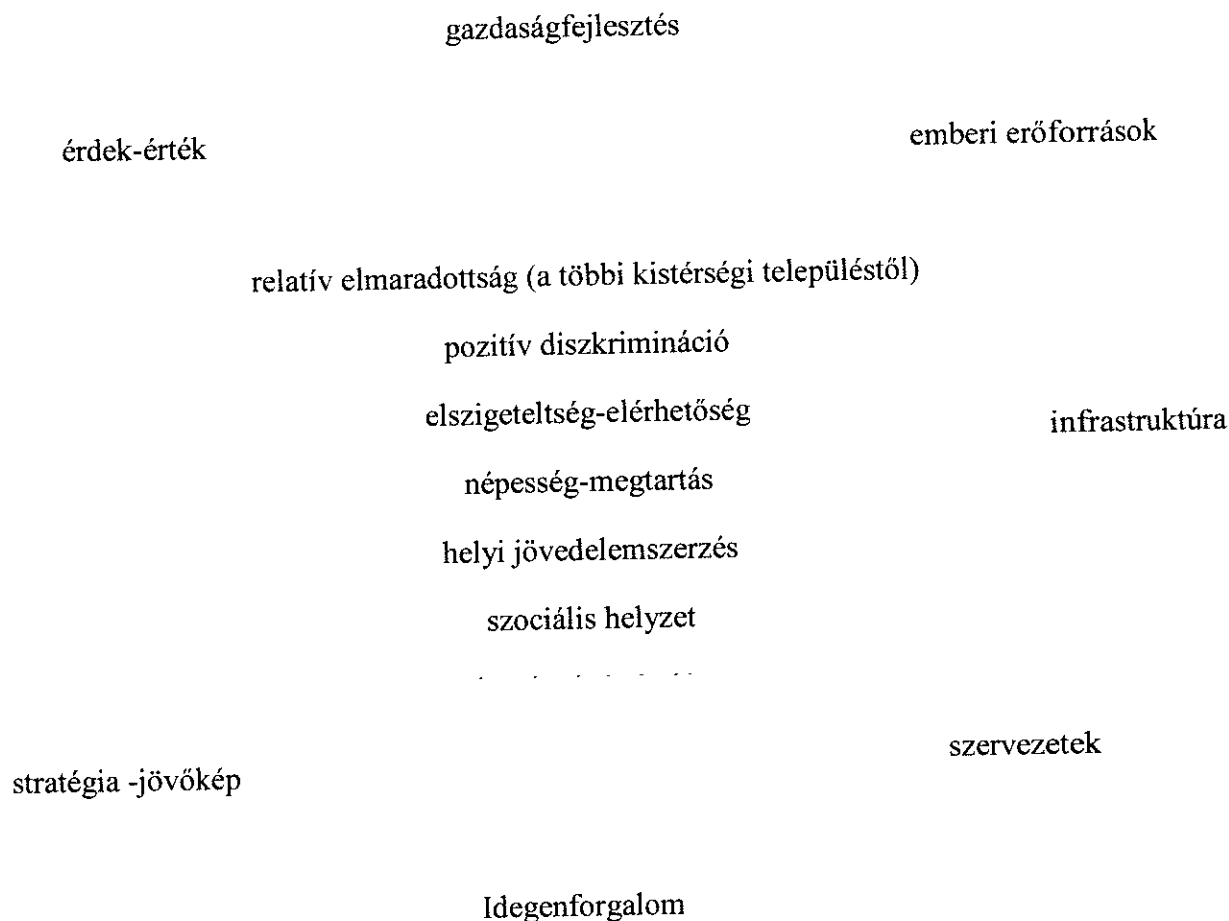 gazdaságfejlesztés
érdek-érték
emberi erőforrások
relatív elmaradottság (a többi kistérségi településtől)
pozitív diszkrimináció
elszigeteltség-elérhetőség
infrastruktúra
népesség-megtartás
helyi jövedelemszerzés
szociális helyzet
szervezetek
stratégia -jövőkép
Idegenforgalom